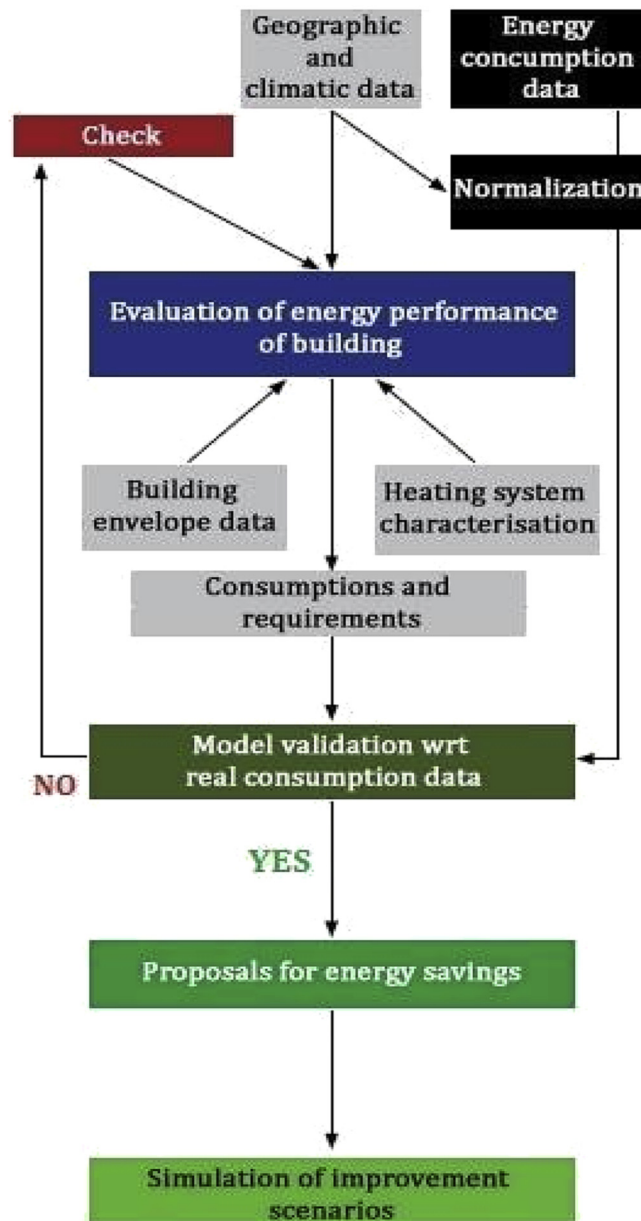 Geographic
and
climatic data
Energy
concumption
data
Check
Normalization
Evaluation of energy performance
of building
Building
envelope data
Heating system
characterisation
Consumptions and
requirements
Model validation wrt
real consumption data
NO
YES
Proposals for energy savings
Simulation of improvement
scenarios